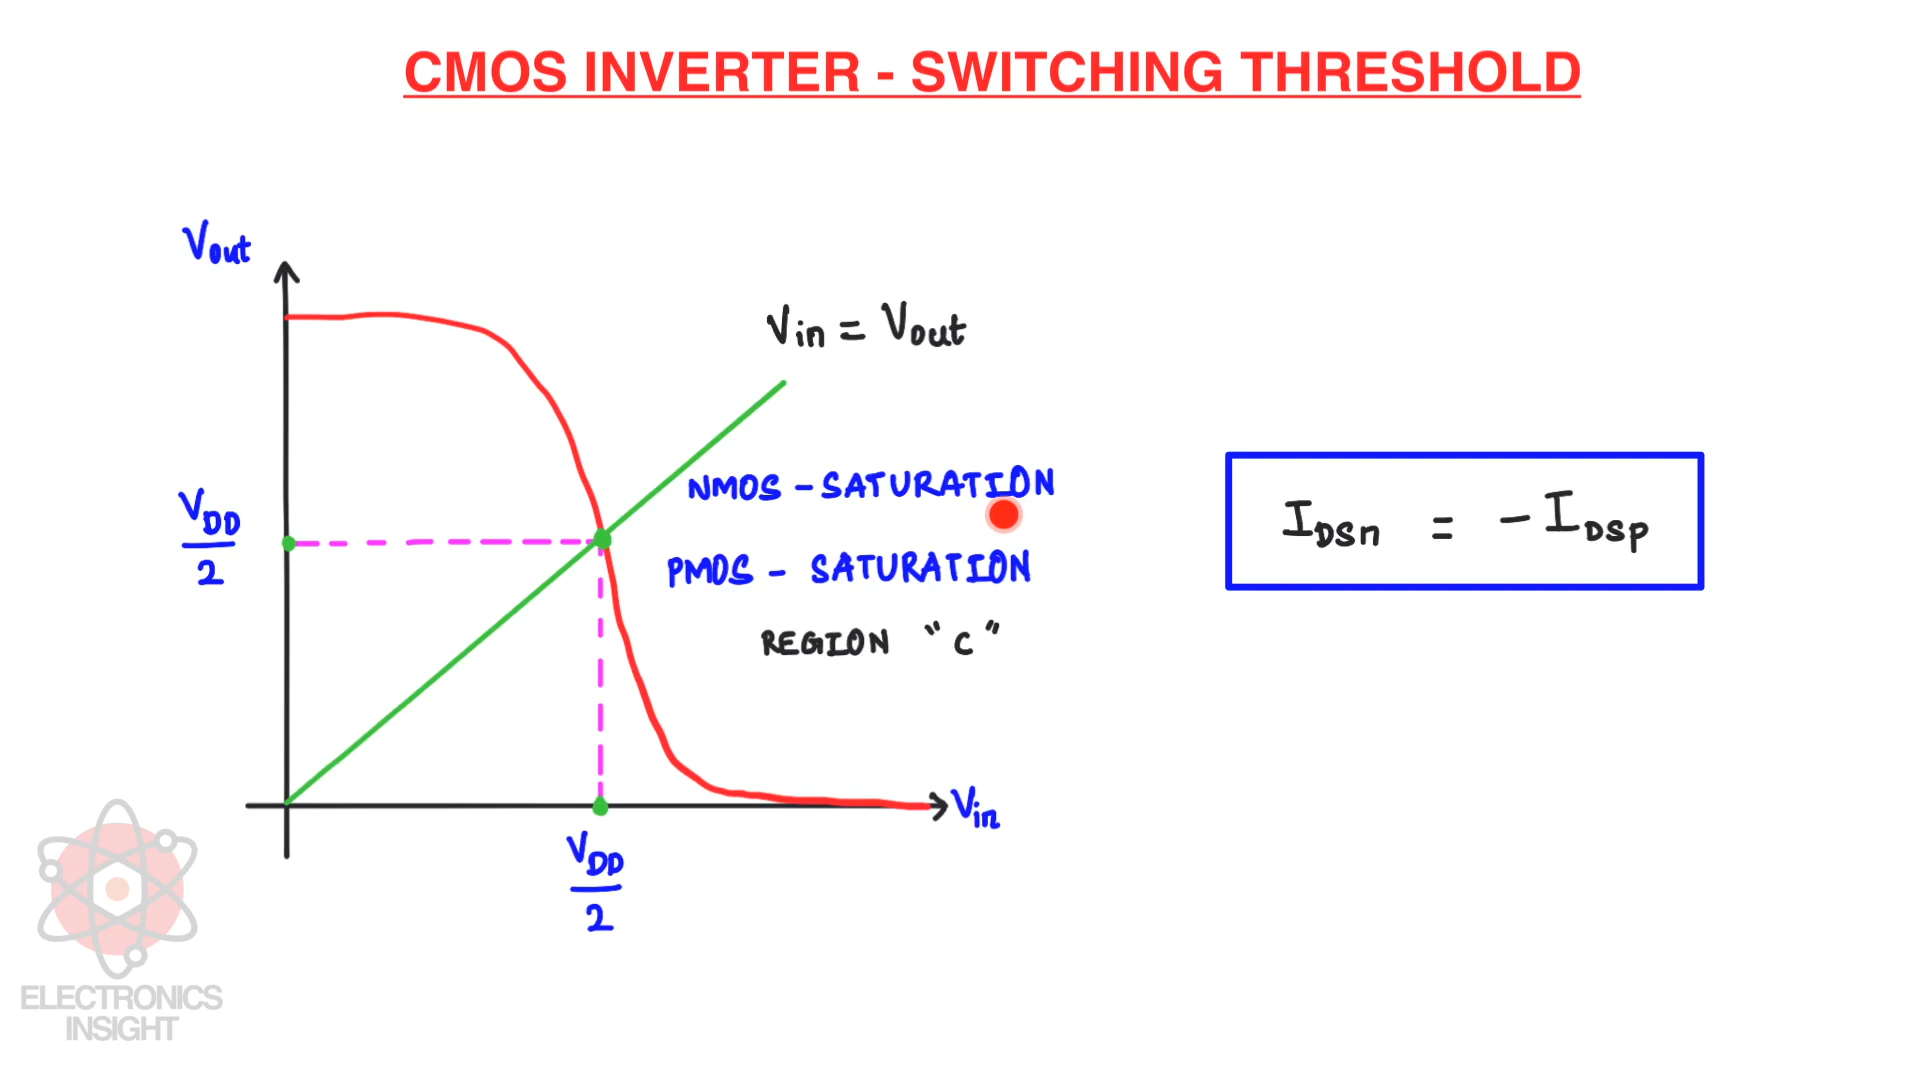 CMOS INVERTER - SWITCHING THRESHOLD
Vout
Vin = Vout
NMOS - SATURATION
VDD
2
IDSn = -IDSp
PMOS - SATURATION
REGION "C"
Vin
VDD
2
ELECTRONICS
INSIGHT